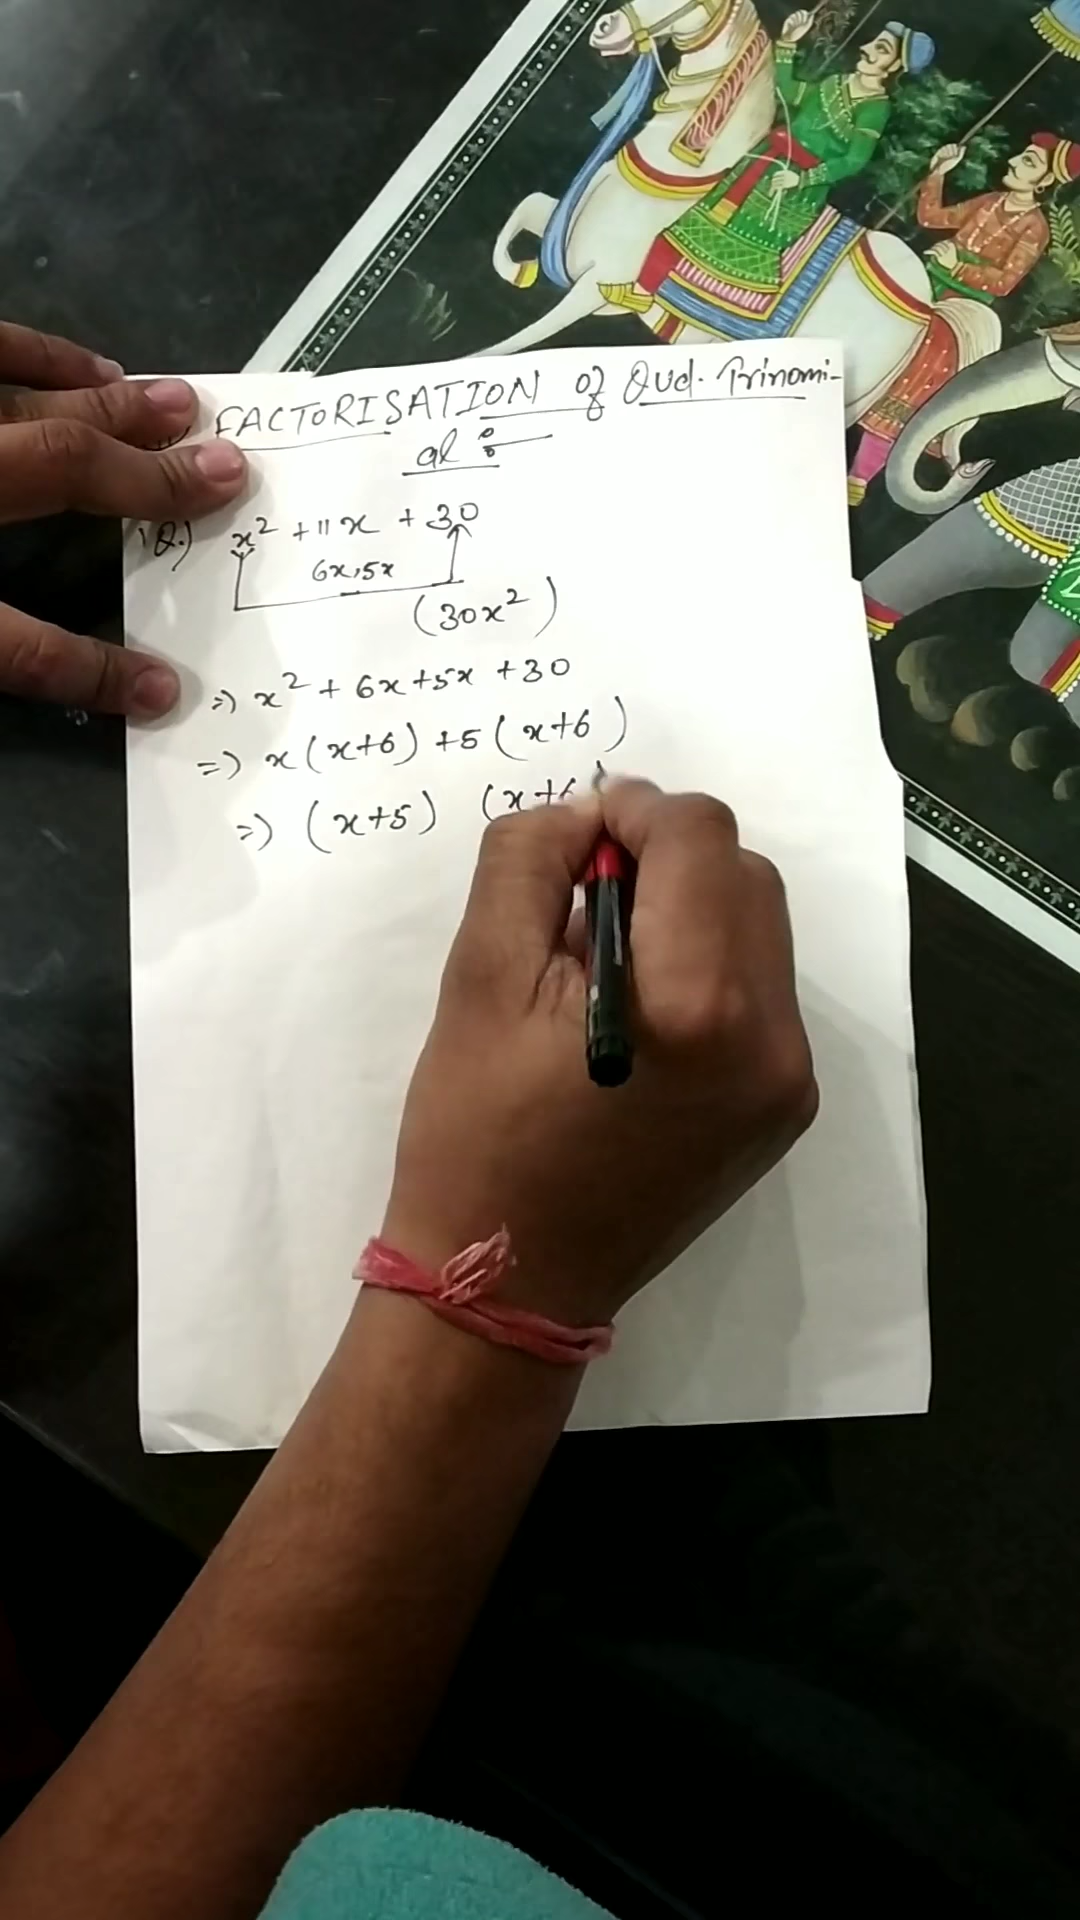 FACTORISATION of Qud. Trinomi-
al :
Q.) x² + 11x + 30
6x, 5x
(30x²)
=> x² + 6x + 5x + 30
=> x(x+6) + 5(x+6)
=> (x+5) (x+6)